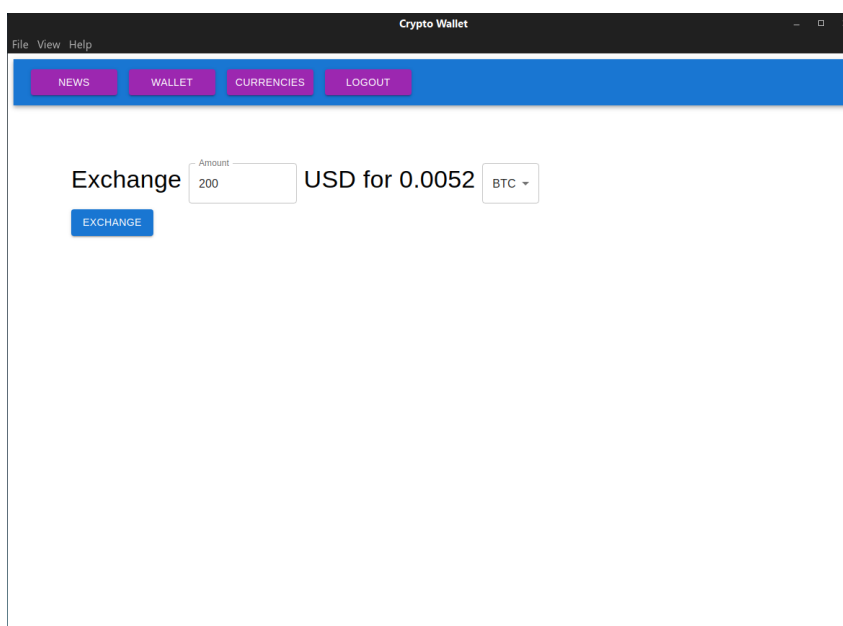 Crypto Wallet
File View Help
NEWS WALLET CURRENCIES LOGOUT
Amount
Exchange 200 USD for 0.0052 BTC
EXCHANGE